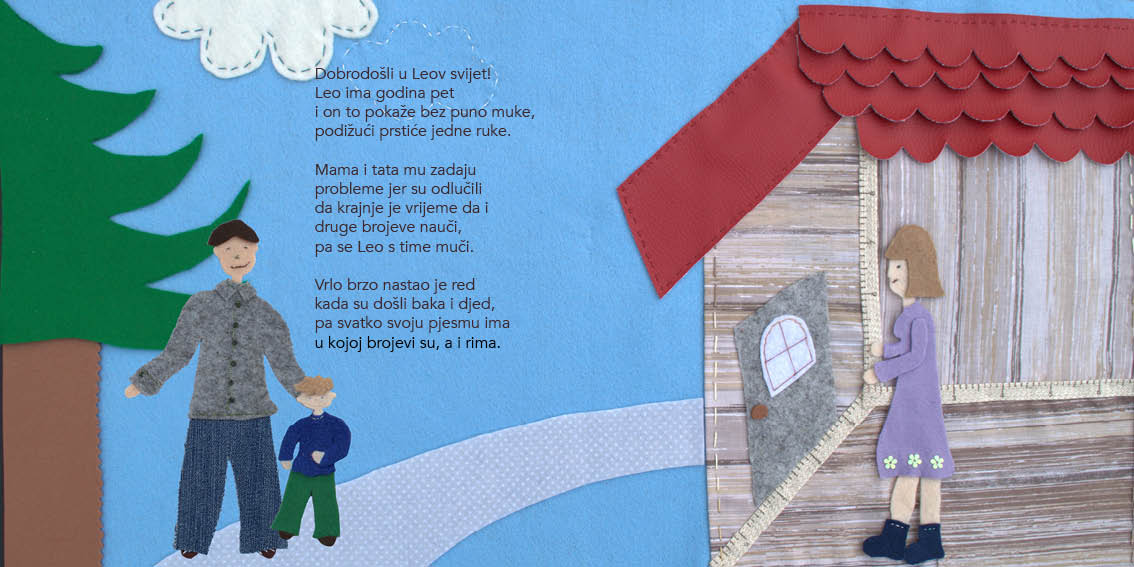 Dobrodošli u Leov svijet!
Leo ima godina pet
i on to pokaže bez puno muke,
podižući prstiće jedne ruke.
Mama i tata mu zadaju
probleme jer su odlučili
da krajnje je vrijeme da i
druge brojeve nauči,
pa se Leo s time muči.
Vrlo brzo nastao je red
kada su došli baka i djed,
pa svatko svoju pjesmu ima
u kojoj brojevi su, a i rima.